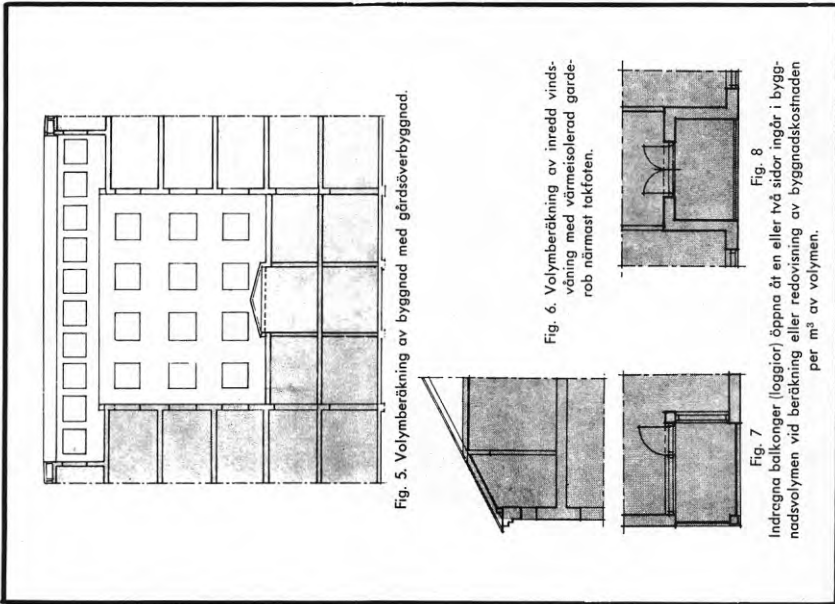 Fig. 5. Volymberäkning av byggnad med gårdsöverbyggnad.
Fig. 6. Volymberäkning av inredd vinds-
våning med värmeisolerad garde-
rob närmast takfoten.
Fig. 7
Fig. 8
Indragna balkonger (loggior) öppna åt en eller två sidor ingår i bygg-
nadsvolymen vid beräkning eller redovisning av byggnadskostnaden
per m³ av volymen.